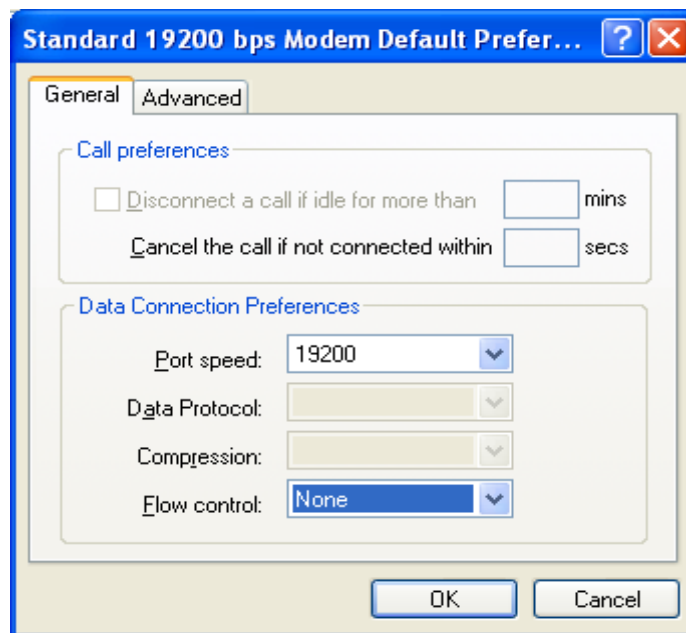 Standard 19200 bps Modem Default Prefer... ?
General Advanced
Call preferences
Disconnect a call if idle for more than mins
Cancel the call if not connected within secs
Data Connection Preferences
Port speed: 19200
Data Protocol:
Compression:
Flow control: None
OK Cancel